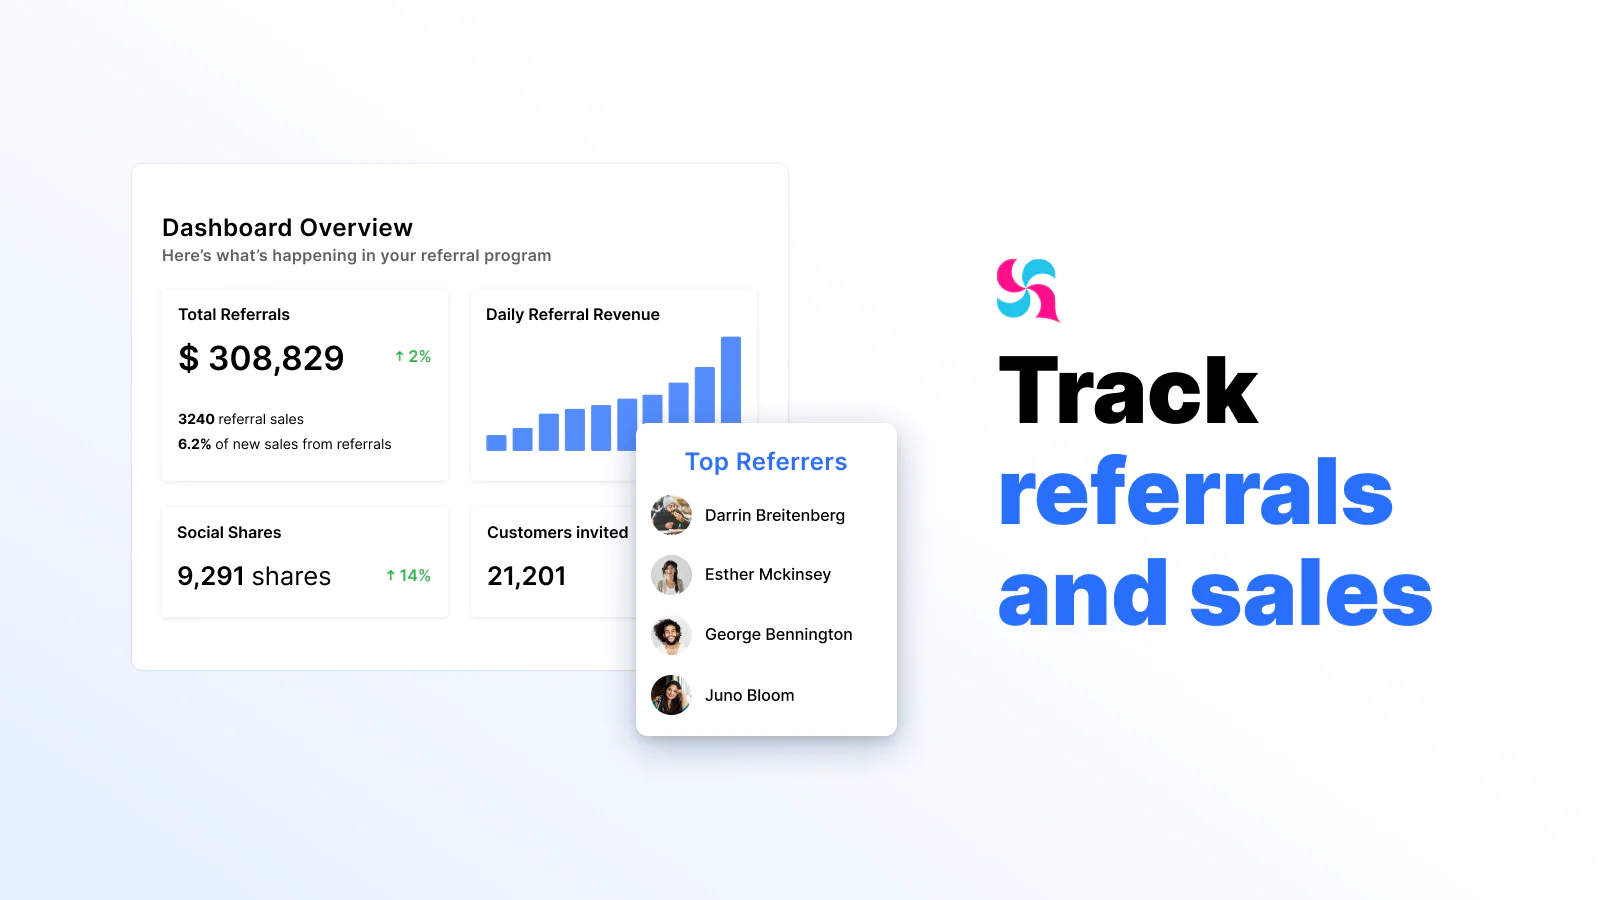 Dashboard Overview
Here's what's happening in your referral program
Total Referrals
$ 308,829
↑ 2%
3240 referral sales
6.2% of new sales from referrals
Daily Referral Revenue
Social Shares
9,291 shares
↑ 14%
Customers invited
21,201
Top Referrers
Darrin Breitenberg
Esther Mckinsey
George Bennington
Juno Bloom
Track
referrals
and sales